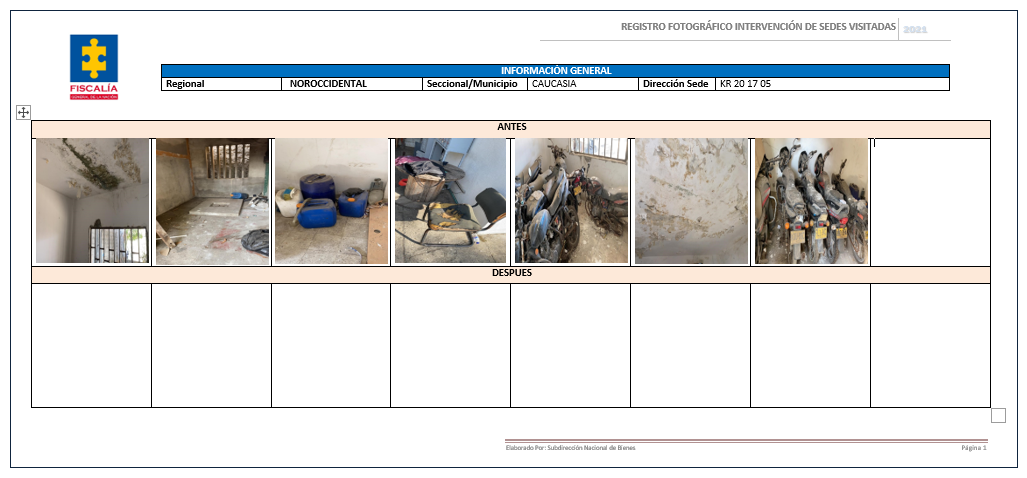 REGISTRO FOTOGRÁFICO INTERVENCIÓN DE SEDES VISITADAS 2021
FISCALÍA
GENERAL DE LA NACIÓN
INFORMACIÓN GENERAL
Regional NOROCCIDENTAL Seccional/Municipio CAUCASIA Dirección Sede KR 20 17 05
ANTES
DESPUES
Elaborado Por: Subdirección Nacional de Bienes Página 1